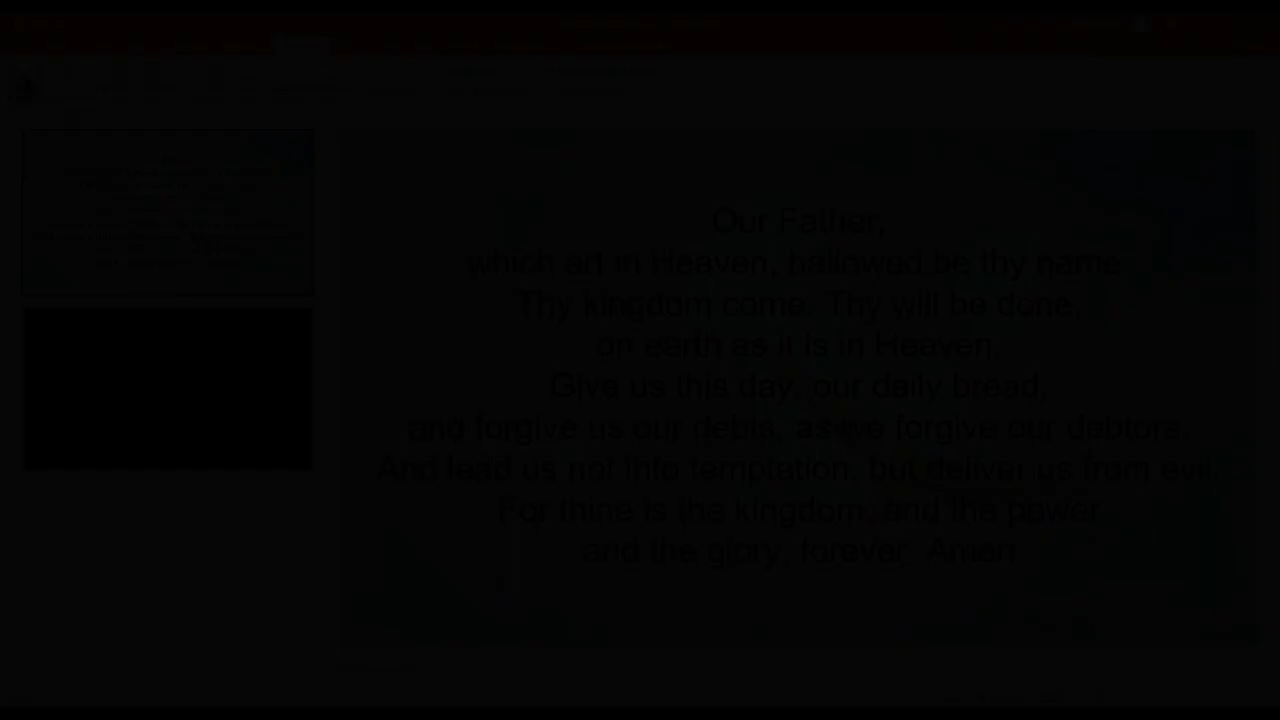 Our Father,
which art in Heaven, hallowed be thy name.
Thy kingdom come. Thy will be done,
on earth as it is in Heaven.
Give us this day, our daily bread,
and forgive us our debts, as we forgive our debtors.
And lead us not into temptation, but deliver us from evil.
For thine is the kingdom, and the power
and the glory, forever. Amen